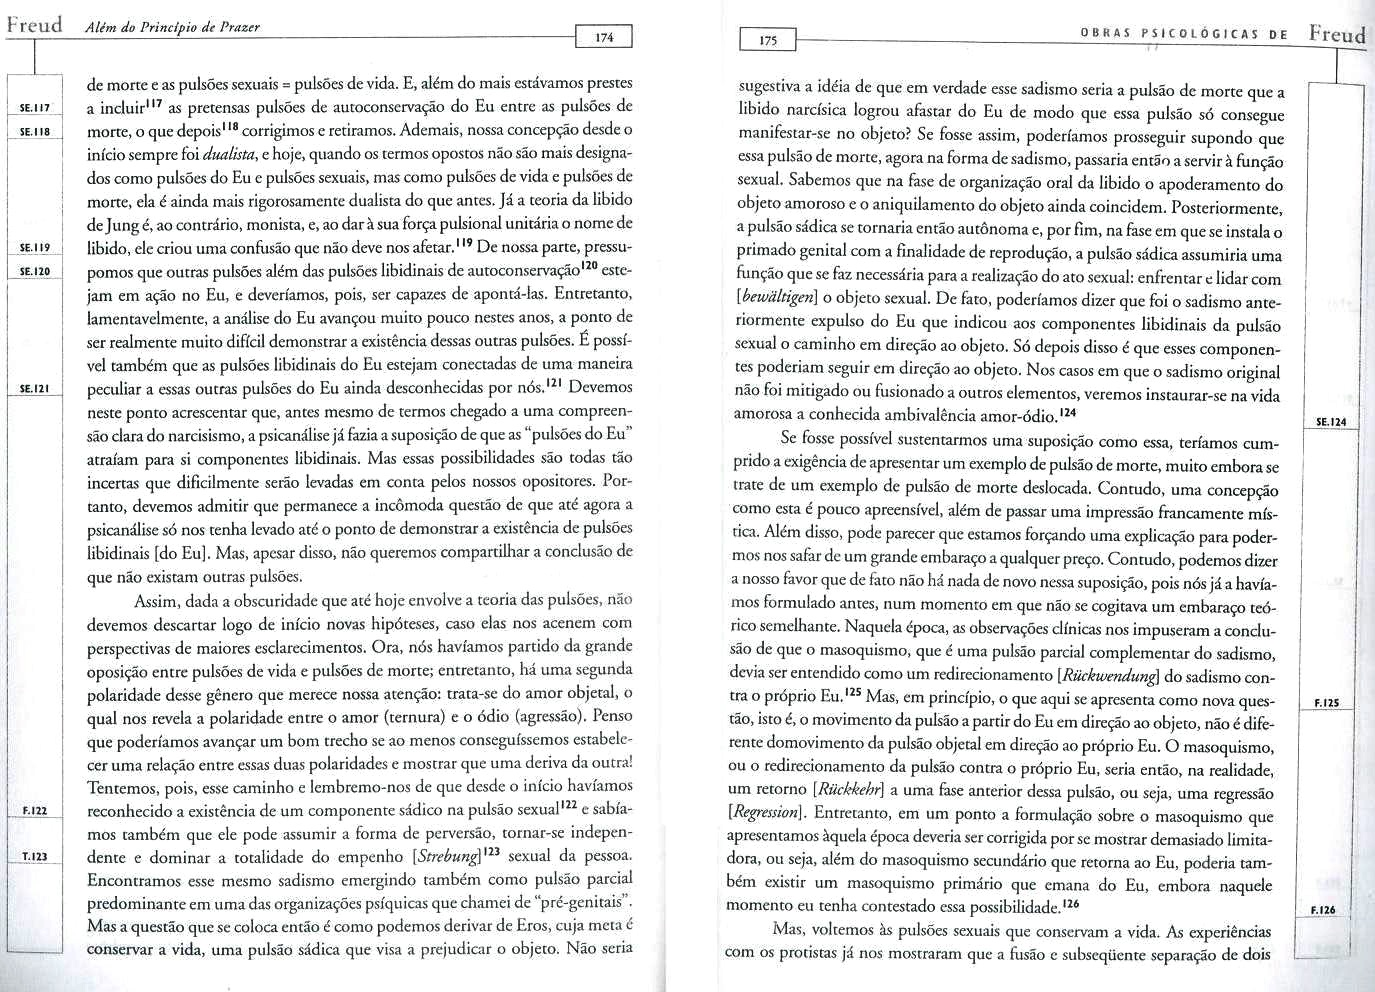 Freud
Além do Princípio de Prazer
174
de morte e as pulsões sexuais = pulsões de vida. E, além do mais estávamos prestes
SE.117
a incluir117 as pretensas pulsões de autoconservação do Eu entre as pulsões de
SE.118
morte, o que depois118 corrigimos e retiramos. Ademais, nossa concepção desde o
início sempre foi dualista, e hoje, quando os termos opostos não são mais designa-
dos como pulsões do Eu e pulsões sexuais, mas como pulsões de vida e pulsões de
morte, ela é ainda mais rigorosamente dualista do que antes. Já a teoria da libido
de Jung é, ao contrário, monista, e, ao dar à sua força pulsional unitária o nome de
SE.119
libido, ele criou uma confusão que não deve nos afetar.119 De nossa parte, pressu-
SE.120
pomos que outras pulsões além das pulsões libidinais de autoconservação120 este-
jam em ação no Eu, e deveríamos, pois, ser capazes de apontá-las. Entretanto,
lamentavelmente, a análise do Eu avançou muito pouco nestes anos, a ponto de
ser realmente muito difícil demonstrar a existência dessas outras pulsões. É possí-
vel também que as pulsões libidinais do Eu estejam conectadas de uma maneira
SE.121
peculiar a essas outras pulsões do Eu ainda desconhecidas por nós.121 Devemos
neste ponto acrescentar que, antes mesmo de termos chegado a uma compreen-
são clara do narcisismo, a psicanálise já fazia a suposição de que as “pulsões do Eu”
atraíam para si componentes libidinais. Mas essas possibilidades são todas tão
incertas que dificilmente serão levadas em conta pelos nossos opositores. Por-
tanto, devemos admitir que permanece a incômoda questão de que até agora a
psicanálise só nos tenha levado até o ponto de demonstrar a existência de pulsões
libidinais [do Eu]. Mas, apesar disso, não queremos compartilhar a conclusão de
que não existam outras pulsões.
Assim, dada a obscuridade que até hoje envolve a teoria das pulsões, não
devemos descartar logo de início novas hipóteses, caso elas nos acenem com
perspectivas de maiores esclarecimentos. Ora, nós havíamos partido da grande
oposição entre pulsões de vida e pulsões de morte; entretanto, há uma segunda
polaridade desse gênero que merece nossa atenção: trata-se do amor objetal, o
qual nos revela a polaridade entre o amor (ternura) e o ódio (agressão). Penso
que poderíamos avançar um bom trecho se ao menos conseguíssemos estabele-
cer uma relação entre essas duas polaridades e mostrar que uma deriva da outra!
Tentemos, pois, esse caminho e lembremo-nos de que desde o início havíamos
F.122
reconhecido a existência de um componente sádico na pulsão sexual122 e sabía-
mos também que ele pode assumir a forma de perversão, tornar-se indepen-
T.123
dente e dominar a totalidade do empenho [Strebung]123 sexual da pessoa.
Encontramos esse mesmo sadismo emergindo também como pulsão parcial
predominante em uma das organizações psíquicas que chamei de “pré-genitais”.
Mas a questão que se coloca então é como podemos derivar de Eros, cuja meta é
conservar a vida, uma pulsão sádica que visa a prejudicar o objeto. Não seria
175
OBRAS PSICOLÓGICAS DE
Freud
sugestiva a idéia de que em verdade esse sadismo seria a pulsão de morte que a
libido narcísica logrou afastar do Eu de modo que essa pulsão só consegue
manifestar-se no objeto? Se fosse assim, poderíamos prosseguir supondo que
essa pulsão de morte, agora na forma de sadismo, passaria então a servir à função
sexual. Sabemos que na fase de organização oral da libido o apoderamento do
objeto amoroso e o aniquilamento do objeto ainda coincidem. Posteriormente,
a pulsão sádica se tornaria então autônoma e, por fim, na fase em que se instala o
primado genital com a finalidade de reprodução, a pulsão sádica assumiria uma
função que se faz necessária para a realização do ato sexual: enfrentar e lidar com
[bewältigen] o objeto sexual. De fato, poderíamos dizer que foi o sadismo ante-
riormente expulso do Eu que indicou aos componentes libidinais da pulsão
sexual o caminho em direção ao objeto. Só depois disso é que esses componen-
tes poderiam seguir em direção ao objeto. Nos casos em que o sadismo original
não foi mitigado ou fusionado a outros elementos, veremos instaurar-se na vida
amorosa a conhecida ambivalência amor-ódio.124
SE.124
Se fosse possível sustentarmos uma suposição como essa, teríamos cum-
prido a exigência de apresentar um exemplo de pulsão de morte, muito embora se
trate de um exemplo de pulsão de morte deslocada. Contudo, uma concepção
como esta é pouco apreensível, além de passar uma impressão francamente mís-
tica. Além disso, pode parecer que estamos forçando uma explicação para poder-
mos nos safar de um grande embaraço a qualquer preço. Contudo, podemos dizer
a nosso favor que de fato não há nada de novo nessa suposição, pois nós já a havía-
mos formulado antes, num momento em que não se cogitava um embaraço teó-
rico semelhante. Naquela época, as observações clínicas nos impuseram a conclu-
são de que o masoquismo, que é uma pulsão parcial complementar do sadismo,
devia ser entendido como um redirecionamento [Rückwendung] do sadismo con-
tra o próprio Eu.125 Mas, em princípio, o que aqui se apresenta como nova ques-
F.125
tão, isto é, o movimento da pulsão a partir do Eu em direção ao objeto, não é dife-
rente domovimento da pulsão objetal em direção ao próprio Eu. O masoquismo,
ou o redirecionamento da pulsão contra o próprio Eu, seria então, na realidade,
um retorno [Rückkehr] a uma fase anterior dessa pulsão, ou seja, uma regressão
[Regression]. Entretanto, em um ponto a formulação sobre o masoquismo que
apresentamos àquela época deveria ser corrigida por se mostrar demasiado limita-
dora, ou seja, além do masoquismo secundário que retorna ao Eu, poderia tam-
bém existir um masoquismo primário que emana do Eu, embora naquele
momento eu tenha contestado essa possibilidade.126
F.126
Mas, voltemos às pulsões sexuais que conservam a vida. As experiências
com os protistas já nos mostraram que a fusão e subseqüente separação de dois